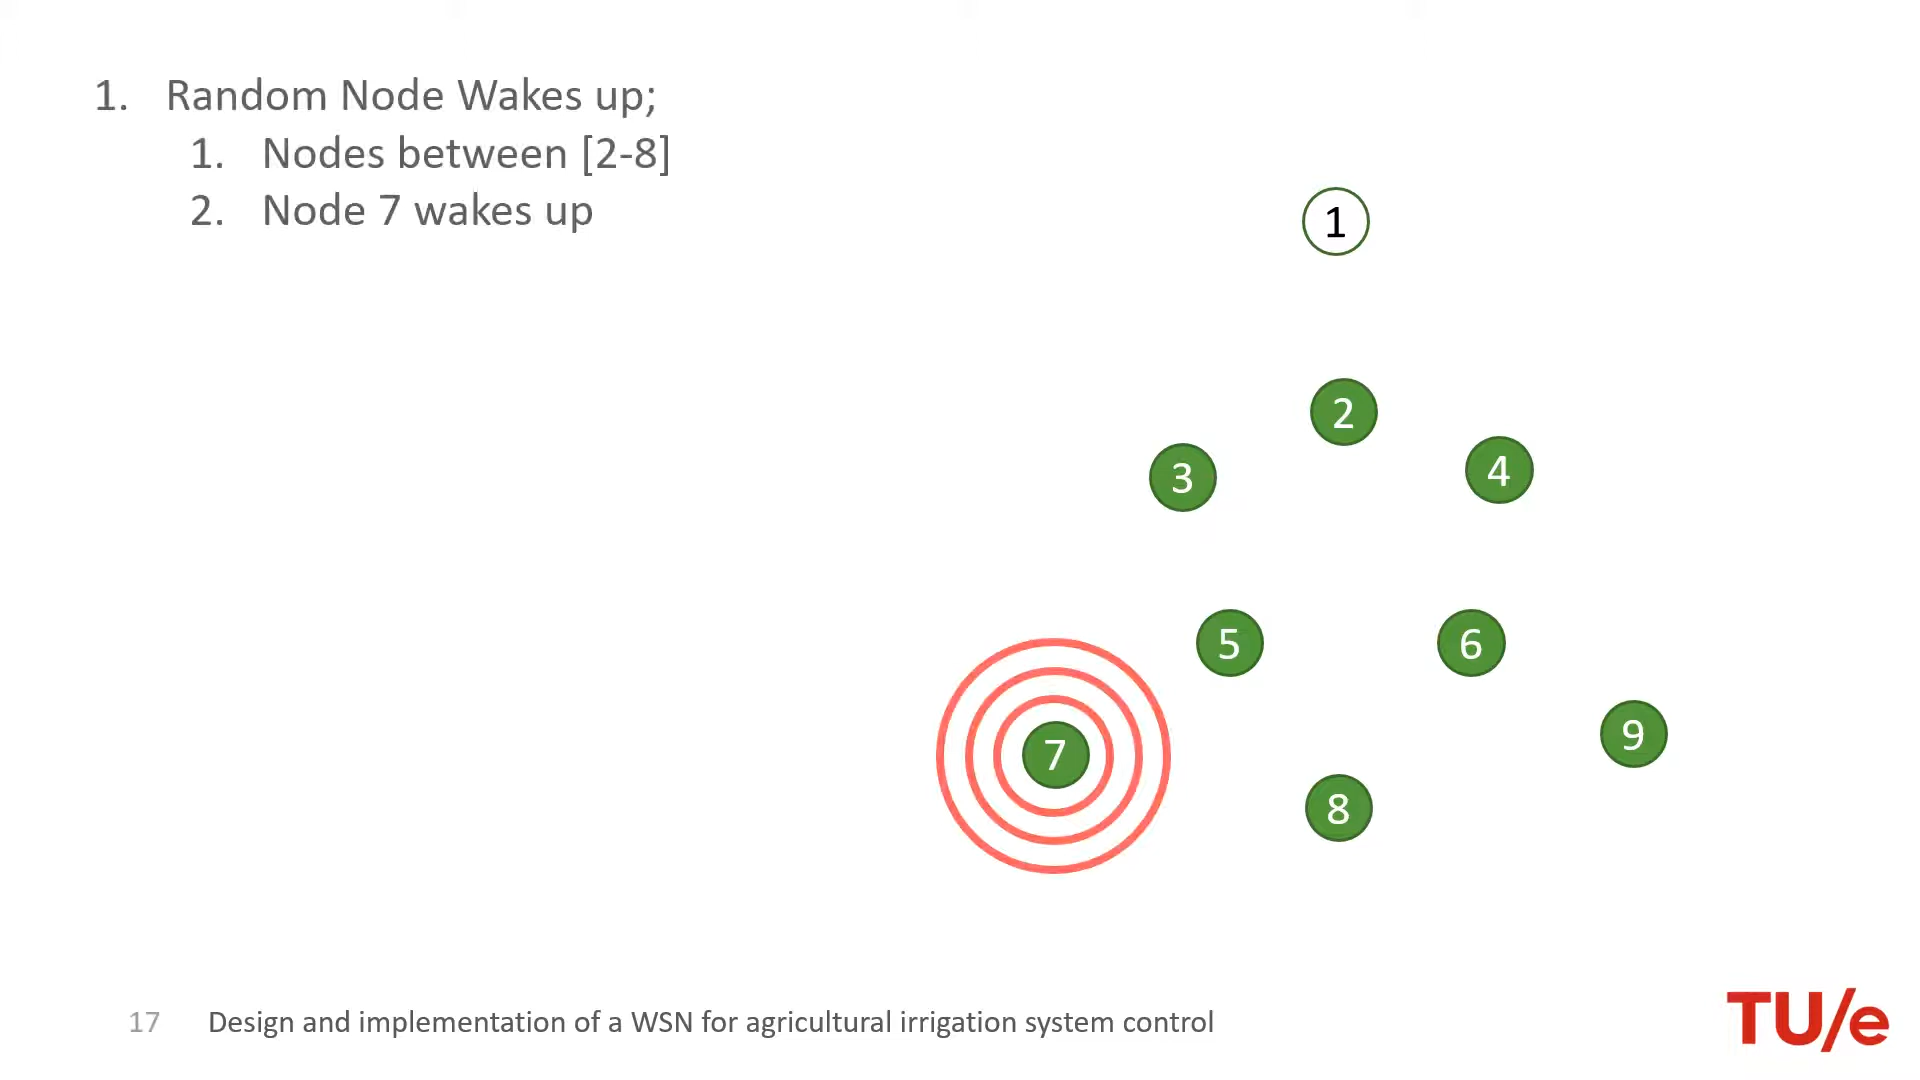 1. Random Node Wakes up;
1. Nodes between [2-8]
2. Node 7 wakes up
1
2
3
4
5
6
7
8
9
17 Design and implementation of a WSN for agricultural irrigation system control
TU/e